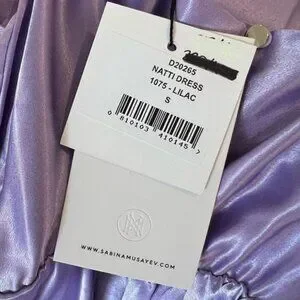 D20265
NATTI DRESS
1075 - LILAC
S
0 810103 410145 7
WWW.SABINAMUSAYEV.COM